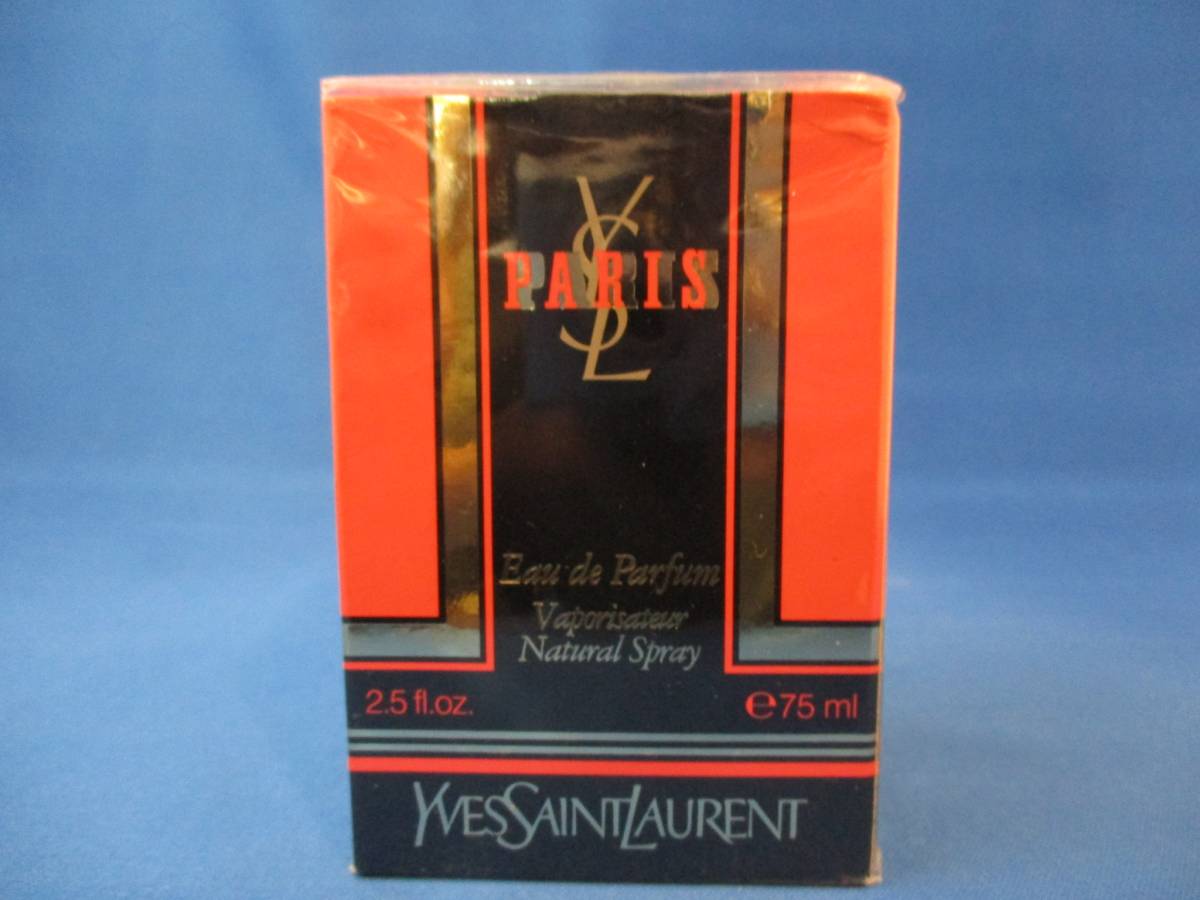 YSL
PARIS
Eau de Parfum
Vaporisateur
Natural Spray
2.5 fl.oz. ℮75 ml
YVESSAINTLAURENT